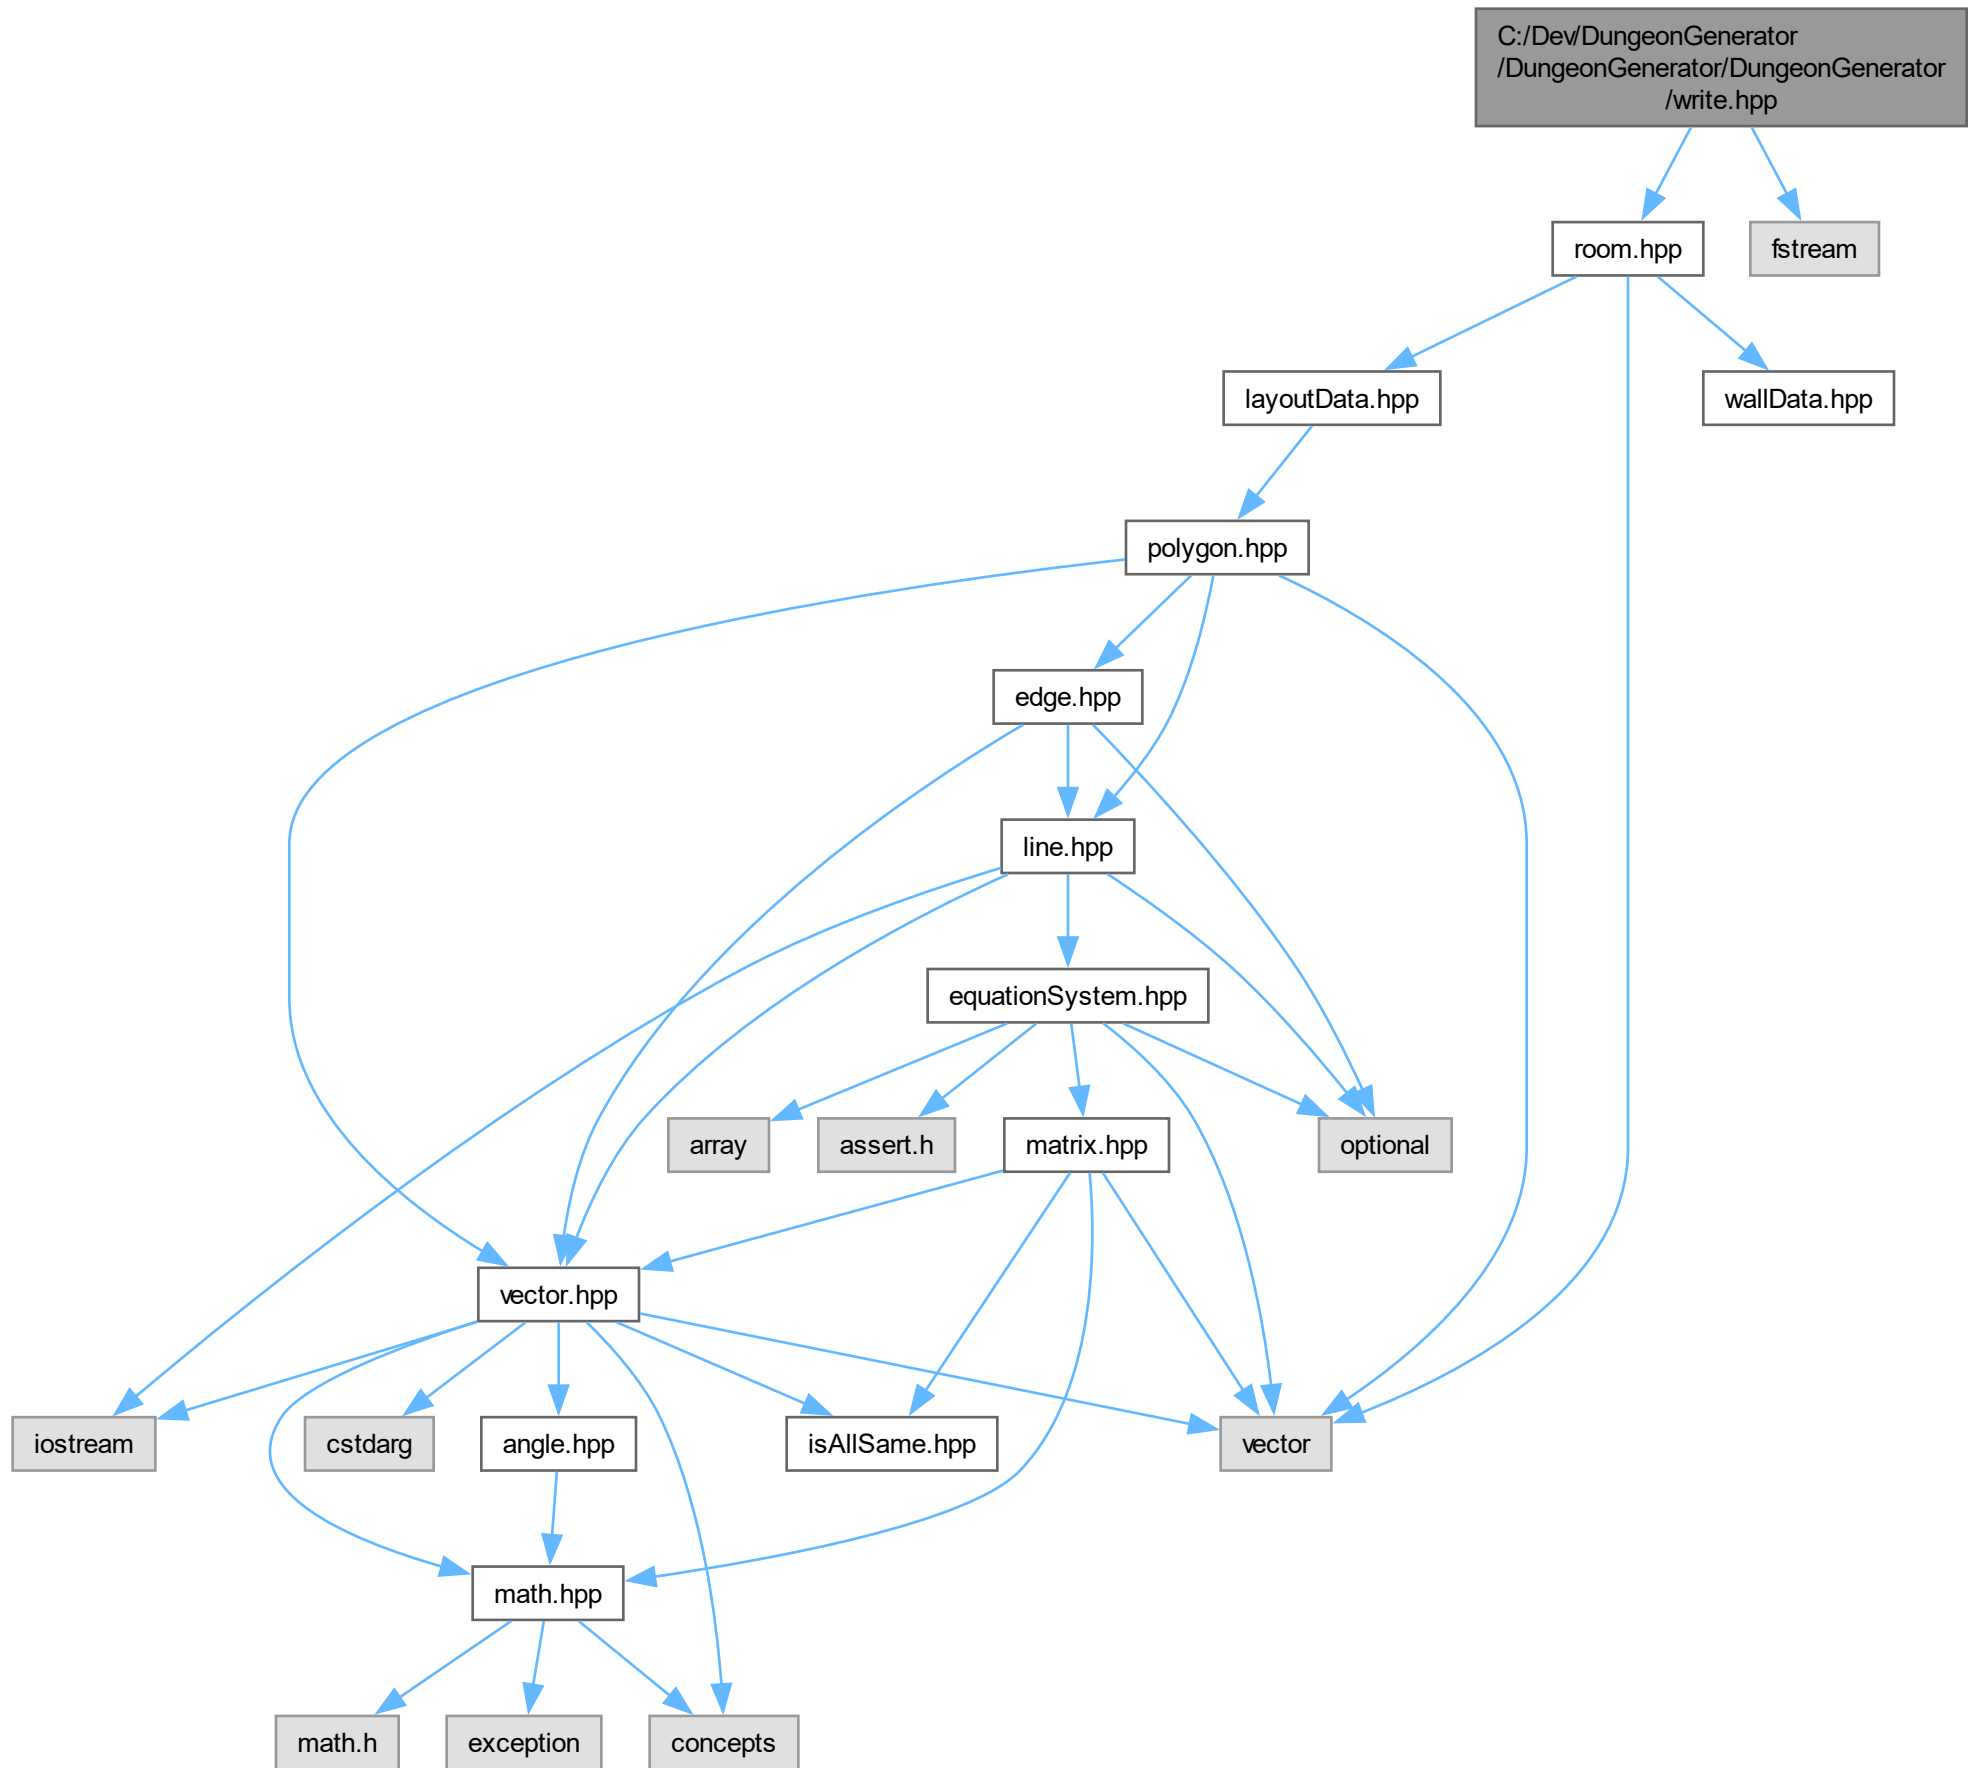 C:/Dev/DungeonGenerator
/DungeonGenerator/DungeonGenerator
/write.hpp
room.hpp
fstream
layoutData.hpp
wallData.hpp
polygon.hpp
edge.hpp
line.hpp
equationSystem.hpp
array
assert.h
matrix.hpp
optional
vector.hpp
iostream
cstdarg
angle.hpp
isAllSame.hpp
vector
math.hpp
math.h
exception
concepts